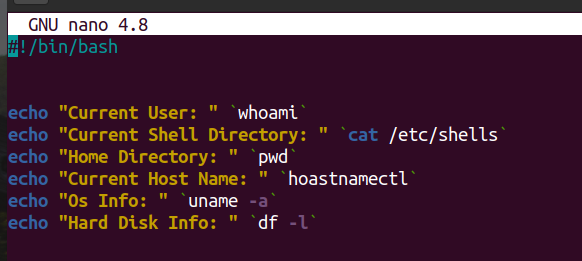 GNU nano 4.8
#!/bin/bash
echo "Current User: " `whoami`
echo "Current Shell Directory: " `cat /etc/shells`
echo "Home Directory: " `pwd`
echo "Current Host Name: " `hoastnamectl`
echo "Os Info: " `uname -a`
echo "Hard Disk Info: " `df -l`